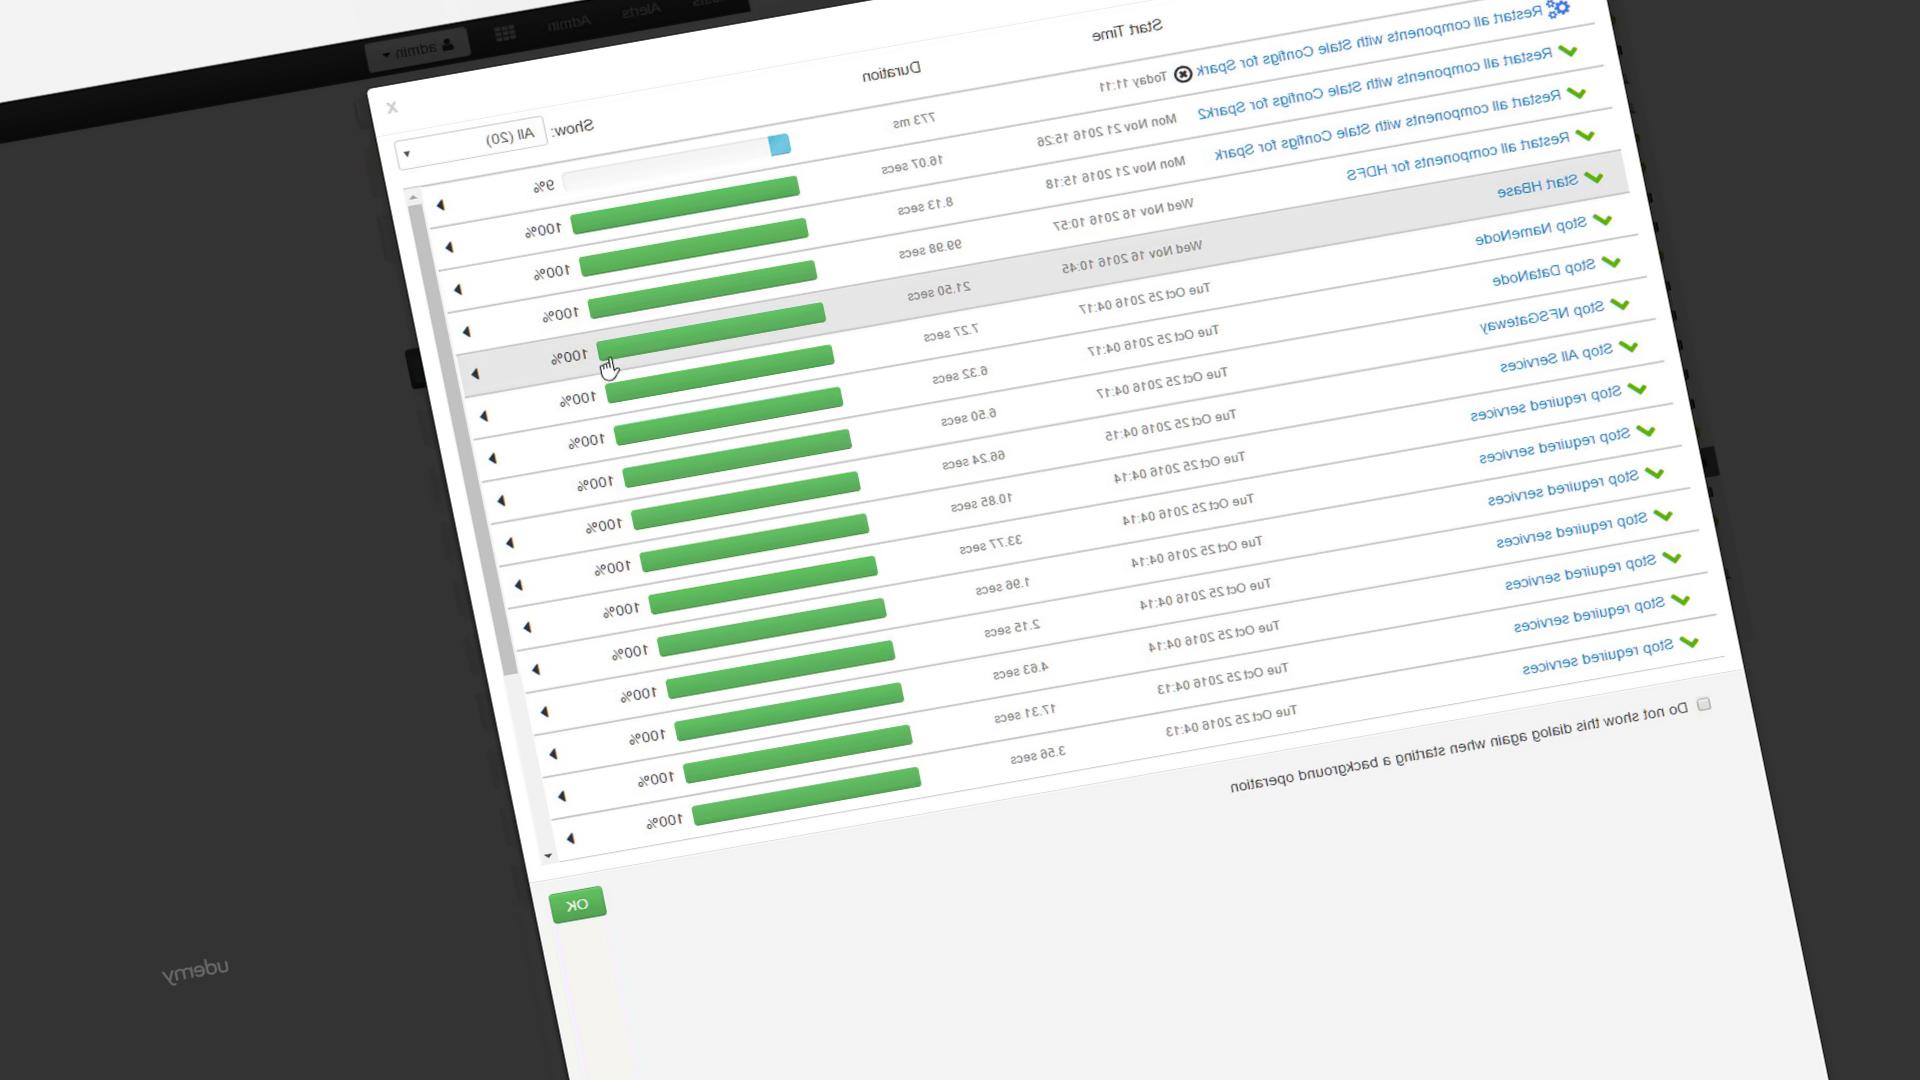 Alerts Admin admin
Start Time Duration Show: All (20)
Restart all components with Stale Configs for Spark Today 11:11 773 ms 9%
Restart all components with Stale Configs for Spark2 Mon Nov 21 2016 15:26 16.07 secs 100%
Restart all components with Stale Configs for Spark Mon Nov 21 2016 15:18 8.13 secs 100%
Restart all components for HDFS Wed Nov 16 2016 10:57 99.98 secs 100%
Start HBase Wed Nov 16 2016 10:45 21.50 secs 100%
Stop NameNode Tue Oct 25 2016 04:17 7.27 secs 100%
Stop DataNode Tue Oct 25 2016 04:17 6.32 secs 100%
Stop NFSGateway Tue Oct 25 2016 04:17 6.50 secs 100%
Stop All Services Tue Oct 25 2016 04:15 66.24 secs 100%
Stop required services Tue Oct 25 2016 04:14 10.85 secs 100%
Stop required services Tue Oct 25 2016 04:14 33.77 secs 100%
Stop required services Tue Oct 25 2016 04:14 1.96 secs 100%
Stop required services Tue Oct 25 2016 04:14 2.15 secs 100%
Stop required services Tue Oct 25 2016 04:14 4.63 secs 100%
Stop required services Tue Oct 25 2016 04:13 17.31 secs 100%
Stop required services Tue Oct 25 2016 04:13 3.56 secs 100%
Do not show this dialog again when starting a background operation
OK
udemy